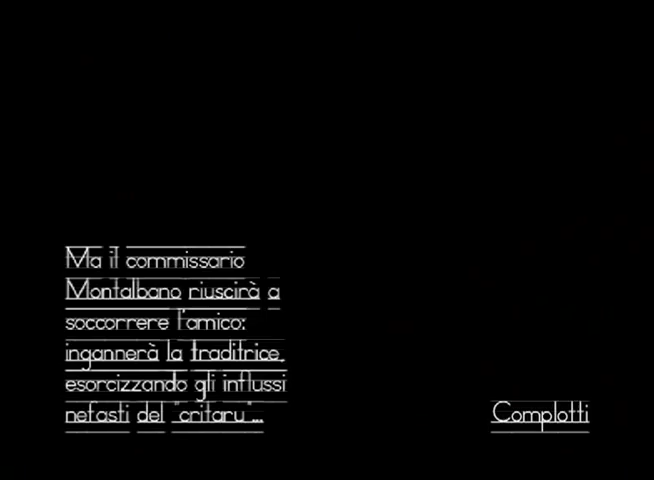 Ma il commissario
Montalbano riuscirà a
soccorrere l'amico:
ingannerà la traditrice,
esorcizzando gli influssi
nefasti del "critaru"...
Complotti